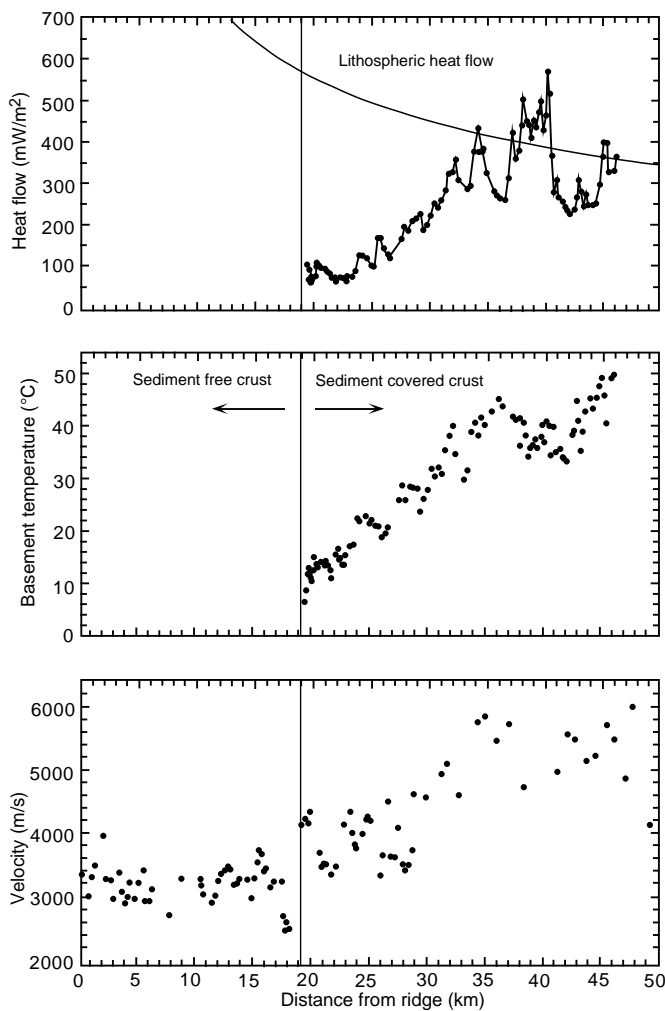 700
600
500
400
300
200
100
0
Heat flow (mW/m²)
Lithospheric heat flow
50
40
30
20
10
0
Basement temperature (°C)
Sediment free crust
Sediment covered crust
6000
5000
4000
3000
2000
Velocity (m/s)
0 5 10 15 20 25 30 35 40 45 50
Distance from ridge (km)